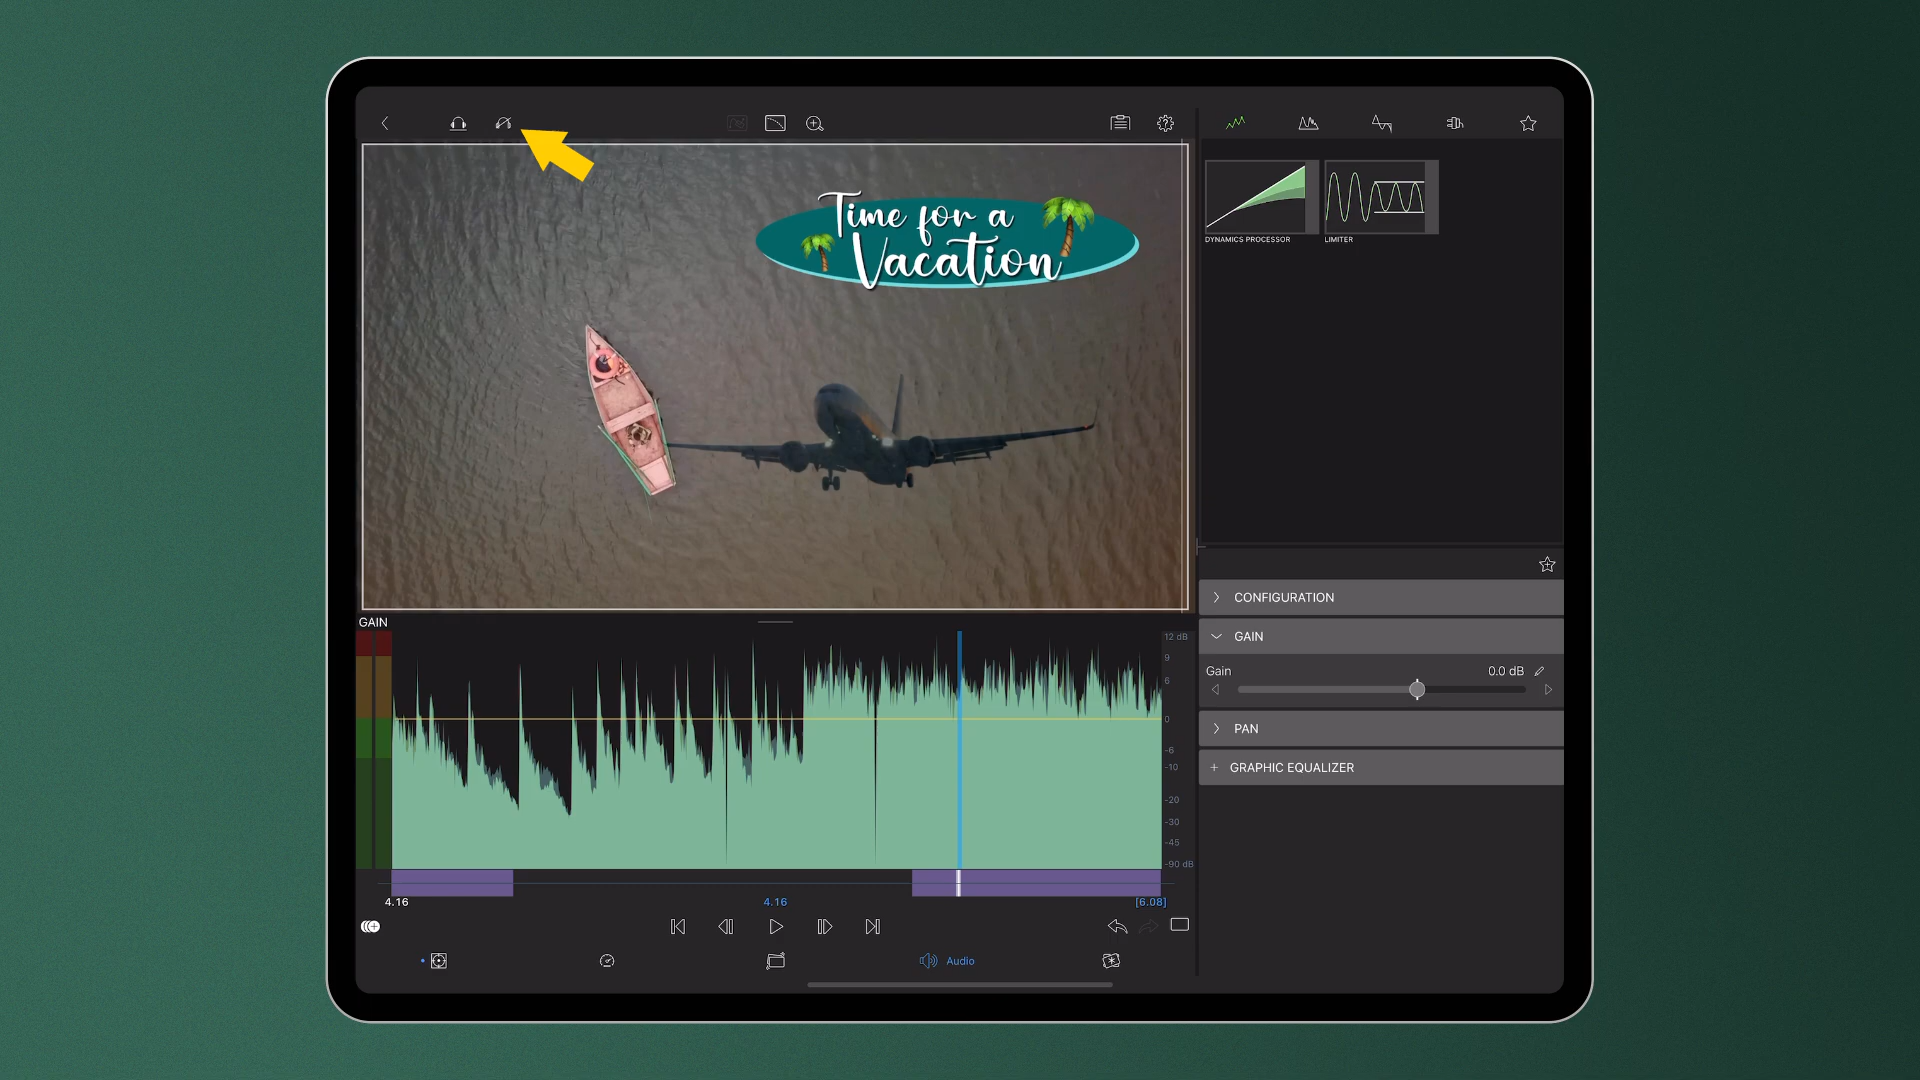 Time for a
Vacation
DYNAMICS PROCESSOR
LIMITER
CONFIGURATION
GAIN
Gain
0.0 dB
PAN
GRAPHIC EQUALIZER
GAIN
12 dB
9
6
0
-6
-10
-20
-30
-45
-90 dB
4.16
4.16
[6.08]
Audio